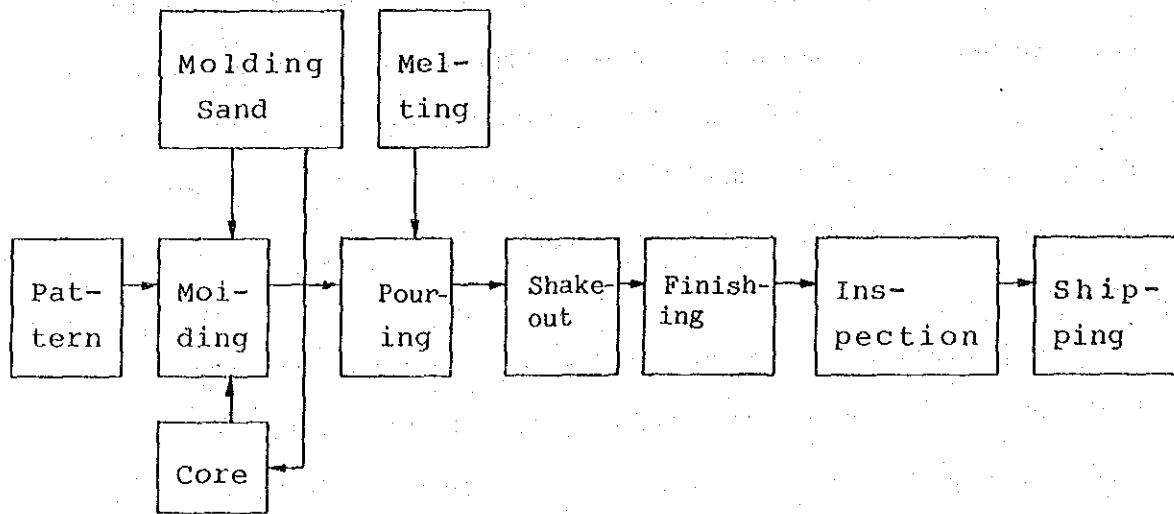 Molding
Sand
Mel-
ting
Pat-
tern
Moi-
ding
Pour-
ing
Shake-
out
Finish-
ing
Ins-
pection
Ship-
ping
Core